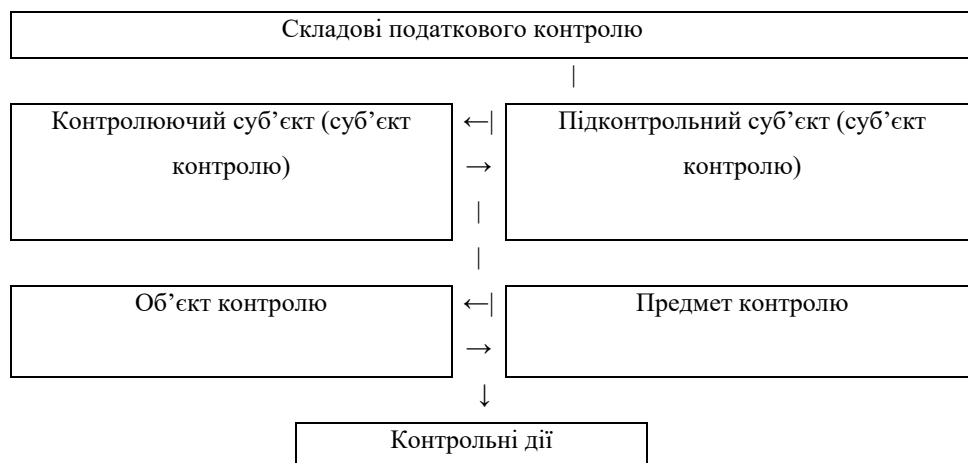 Складові податкового контролю
|
Контролюючий суб’єкт (суб’єкт контролю)
←|
→
|
|
Підконтрольний суб’єкт (суб’єкт контролю)
Об’єкт контролю
←|
→
Предмет контролю
↓
Контрольні дії